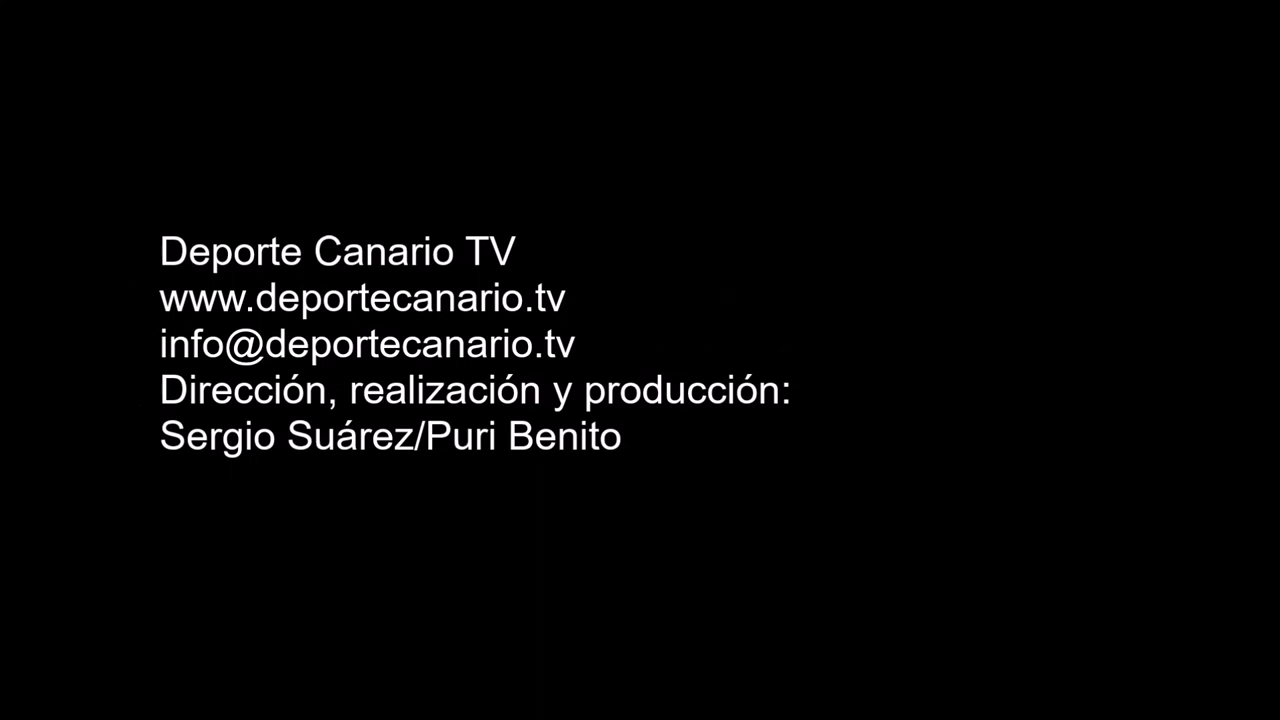 Deporte Canario TV
www.deportecanario.tv
info@deportecanario.tv
Dirección, realización y producción:
Sergio Suárez/Puri Benito